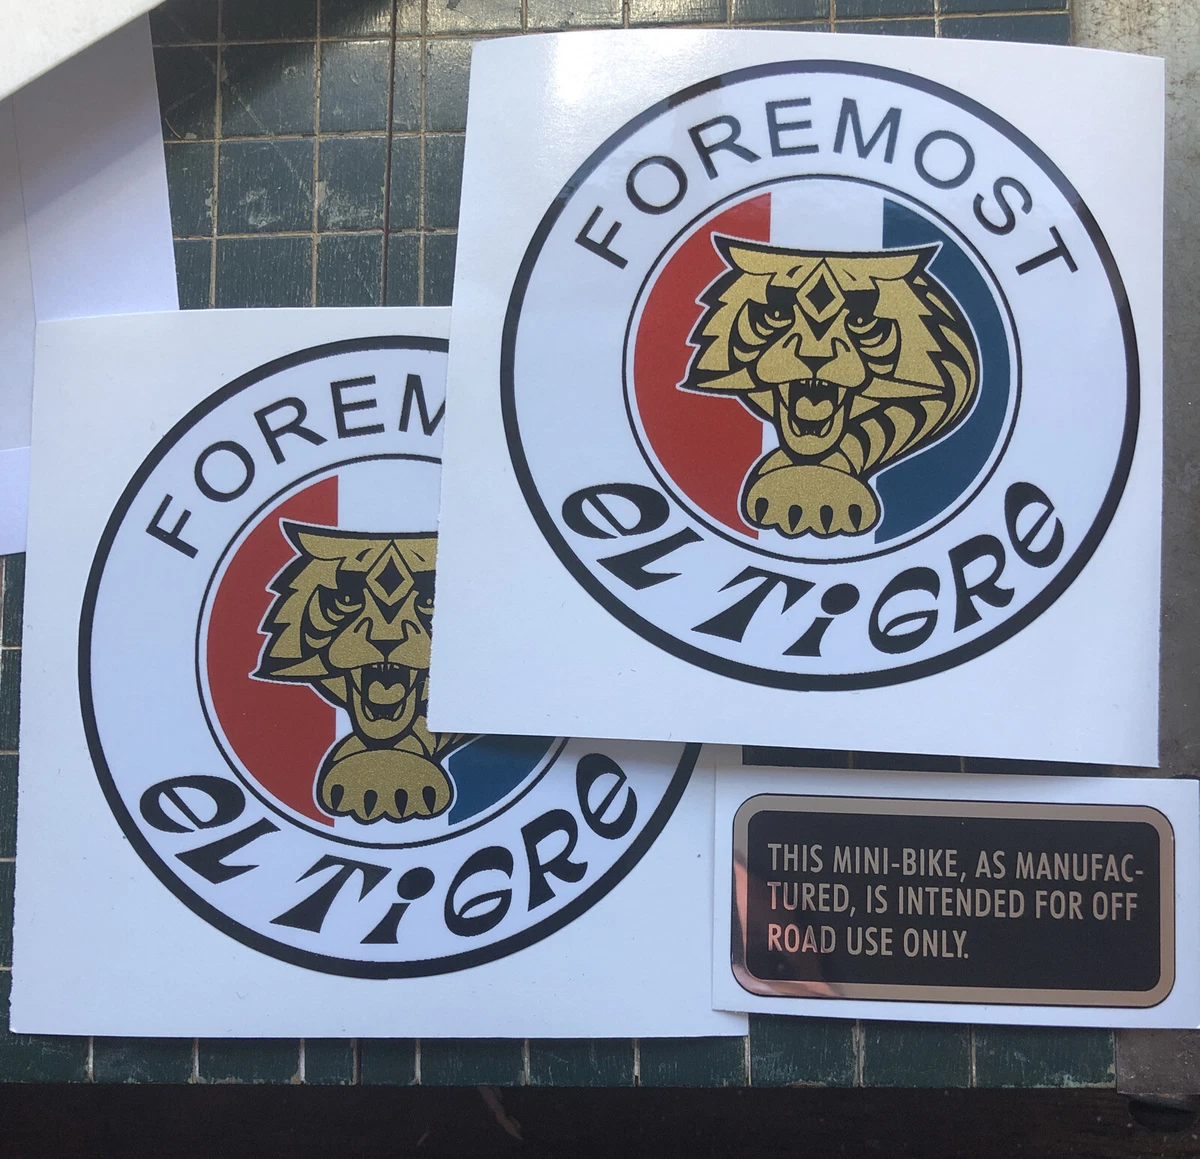 FOREMOST
eL TiGRe
FOREM
eL TiGRe
THIS MINI-BIKE, AS MANUFAC-
TURED, IS INTENDED FOR OFF
ROAD USE ONLY.